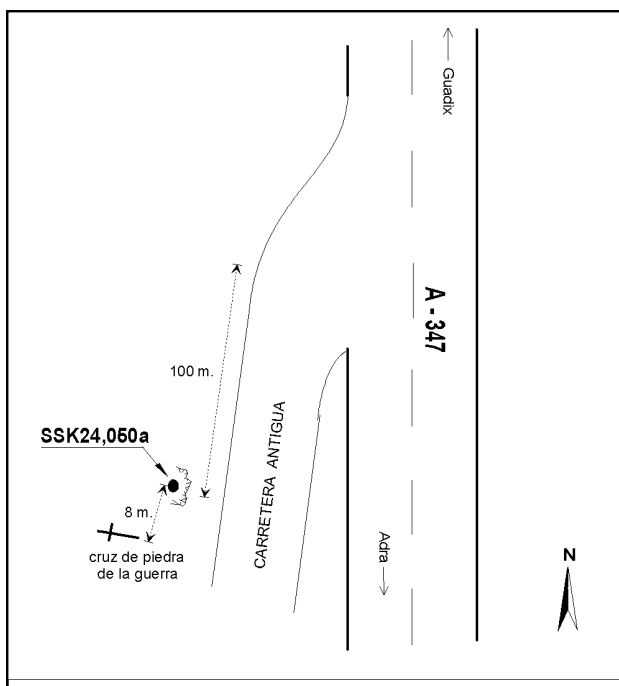 Guadix
A - 347
100 m.
CARRETERA ANTIGUA
SSK24,050a
8 m.
cruz de piedra
de la guerra
Adra
N